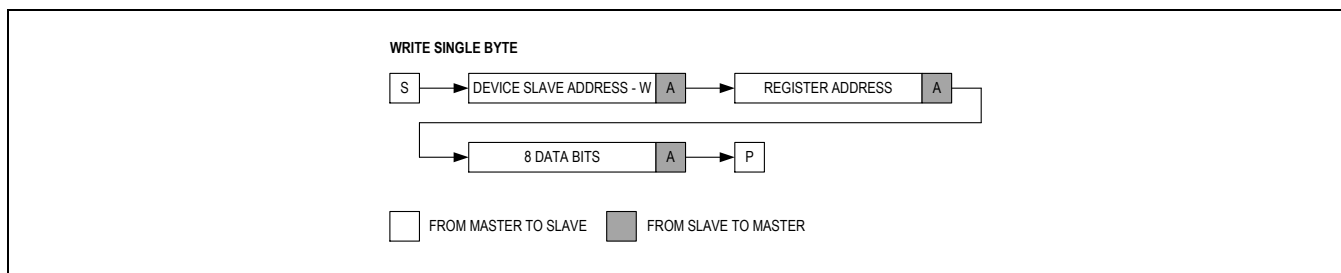 WRITE SINGLE BYTE
S DEVICE SLAVE ADDRESS - W A REGISTER ADDRESS A
8 DATA BITS A P
FROM MASTER TO SLAVE FROM SLAVE TO MASTER